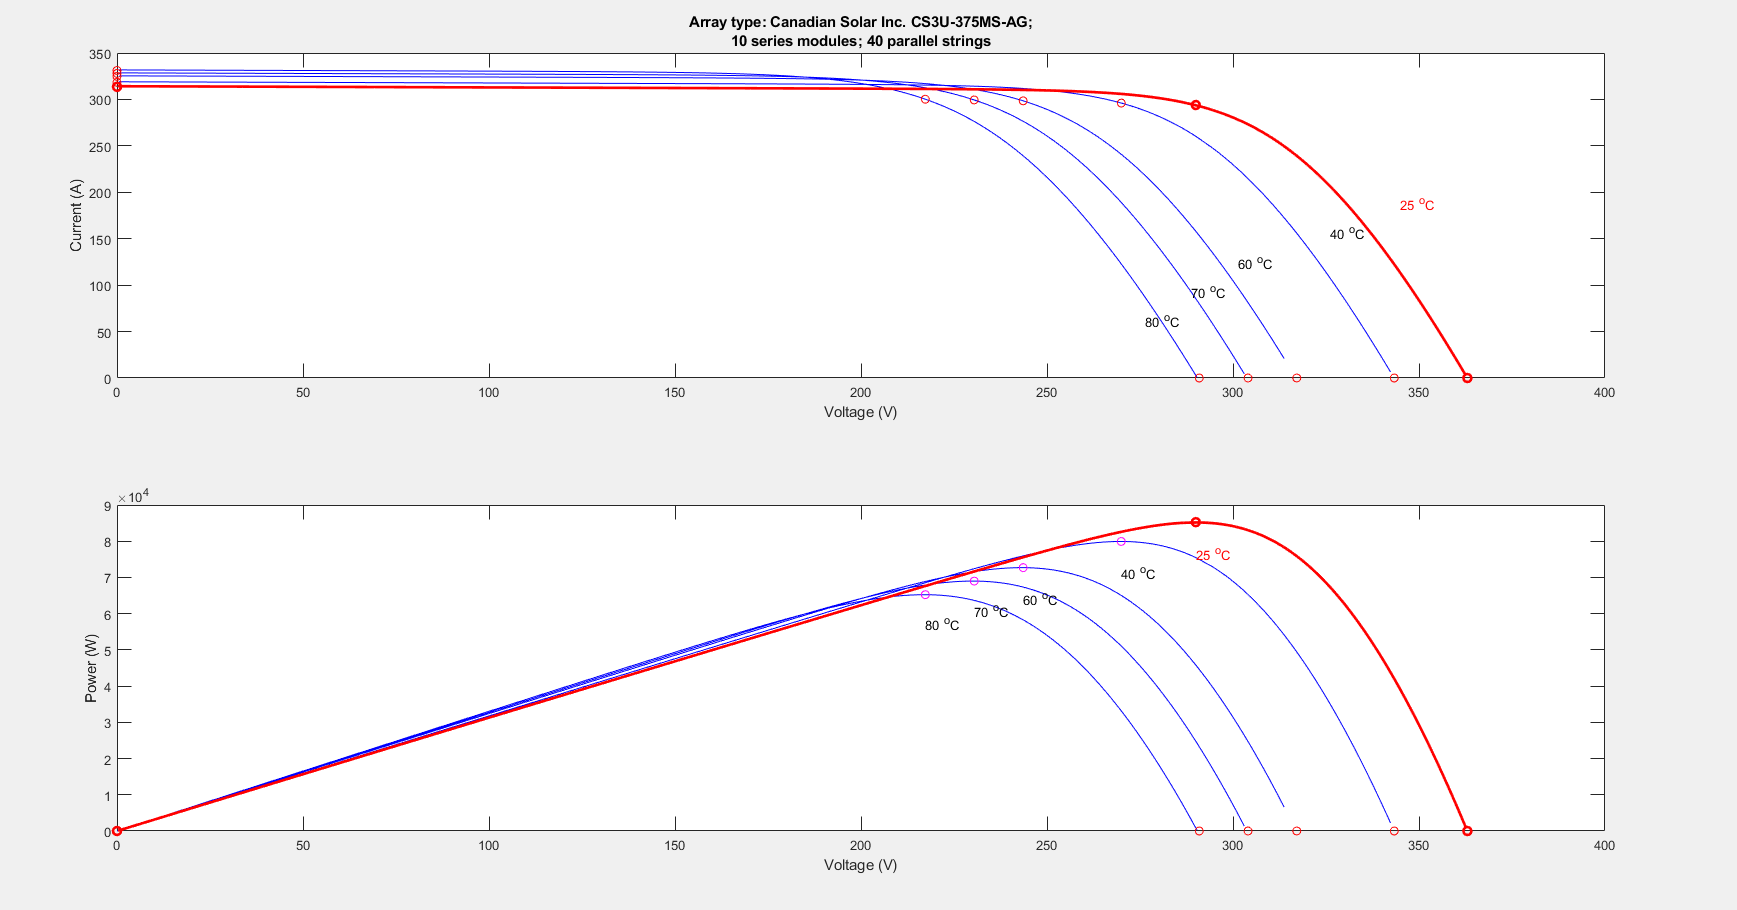 Array type: Canadian Solar Inc. CS3U-375MS-AG;
10 series modules; 40 parallel strings
350
300
250
200
150
100
50
0
Current (A)
25 °C
40 °C
60 °C
70 °C
80 °C
0 50 100 150 200 250 300 350 400
Voltage (V)
×10^4
9
8
7
6
5
4
3
2
1
0
Power (W)
25 °C
40 °C
60 °C
70 °C
80 °C
0 50 100 150 200 250 300 350 400
Voltage (V)